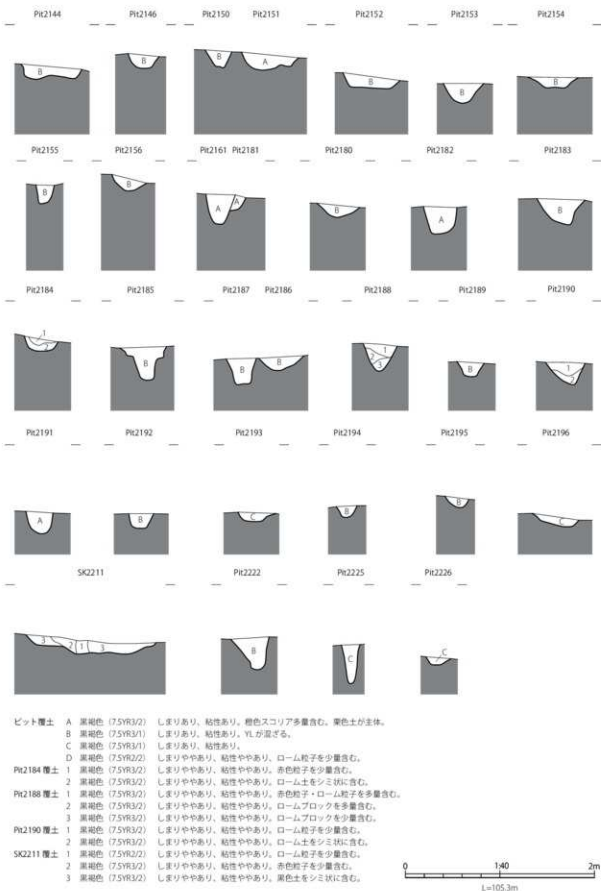 Pit2144 Pit2146 Pit2150 Pit2151 Pit2152 Pit2153 Pit2154
B B B A B B B
Pit2155 Pit2156 Pit2161 Pit2181 Pit2180 Pit2182 Pit2183
B B A A B A B
Pit2184 Pit2185 Pit2187 Pit2186 Pit2188 Pit2189 Pit2190
1 2 B B B 1 2 3 B 1 2
Pit2191 Pit2192 Pit2193 Pit2194 Pit2195 Pit2196
A B C B B C
SK2211 Pit2222 Pit2225 Pit2226
3 2 1 3 B C C
ピット覆土 A 黒褐色 (7.5YR3/2) しまりあり、粘性あり。橙色スコリア多量含む。栗色土が主体。
B 黒褐色 (7.5YR3/1) しまりあり、粘性あり。YLが混ざる。
C 黒褐色 (7.5YR3/1) しまりあり、粘性あり。
D 黒褐色 (7.5YR2/2) しまりややあり、粘性ややあり。ローム粒子を少量含む。
Pit2184 覆土 1 黒褐色 (7.5YR3/2) しまりややあり、粘性ややあり。赤色粒子を少量含む。
2 黒褐色 (7.5YR3/2) しまりややあり、粘性ややあり。ローム土をシミ状に含む。
Pit2188 覆土 1 黒褐色 (7.5YR3/2) しまりややあり、粘性ややあり。赤色粒子・ローム粒子を多量含む。
2 黒褐色 (7.5YR3/2) しまりややあり、粘性ややあり。ロームブロックを多量含む。
3 黒褐色 (7.5YR3/2) しまりややあり、粘性ややあり。ロームブロックを少量含む。
Pit2190 覆土 1 黒褐色 (7.5YR3/2) しまりややあり、粘性ややあり。ローム粒子を少量含む。
2 黒褐色 (7.5YR3/2) しまりややあり、粘性ややあり。ローム土をシミ状に含む。
SK2211 覆土 1 黒褐色 (7.5YR2/2) しまりややあり、粘性ややあり。ローム粒子を少量含む。
2 黒褐色 (7.5YR3/2) しまりややあり、粘性ややあり。赤色粒子を少量含む。
3 黒褐色 (7.5YR3/2) しまりややあり、粘性ややあり。黒色土をシミ状に含む。
0 1:40 2m
L=105.3m